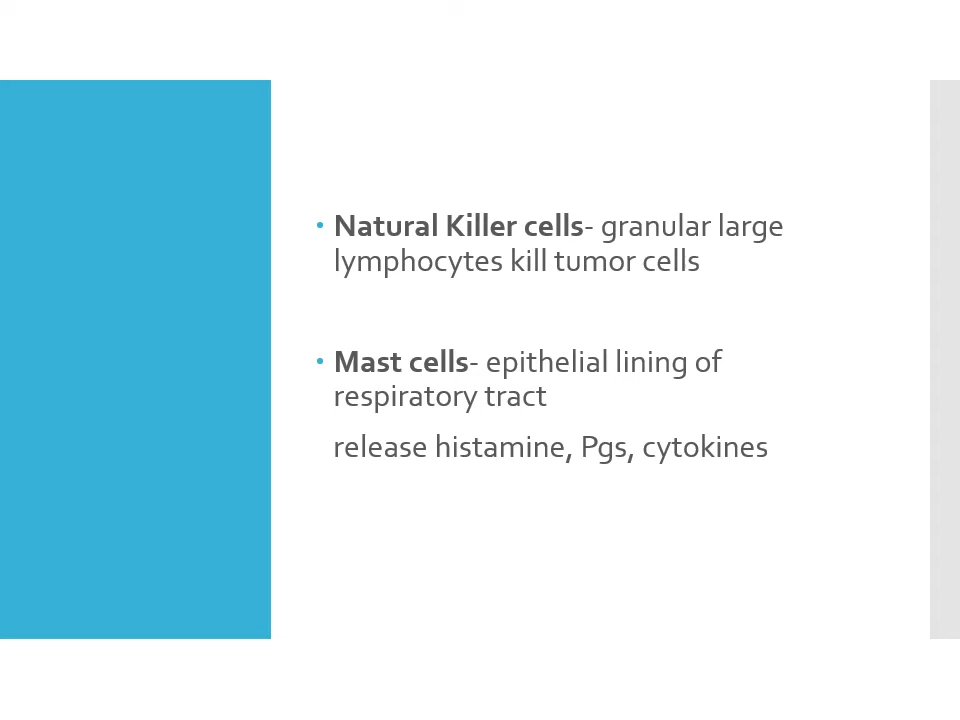 • Natural Killer cells- granular large
lymphocytes kill tumor cells
• Mast cells- epithelial lining of
respiratory tract
release histamine, Pgs, cytokines